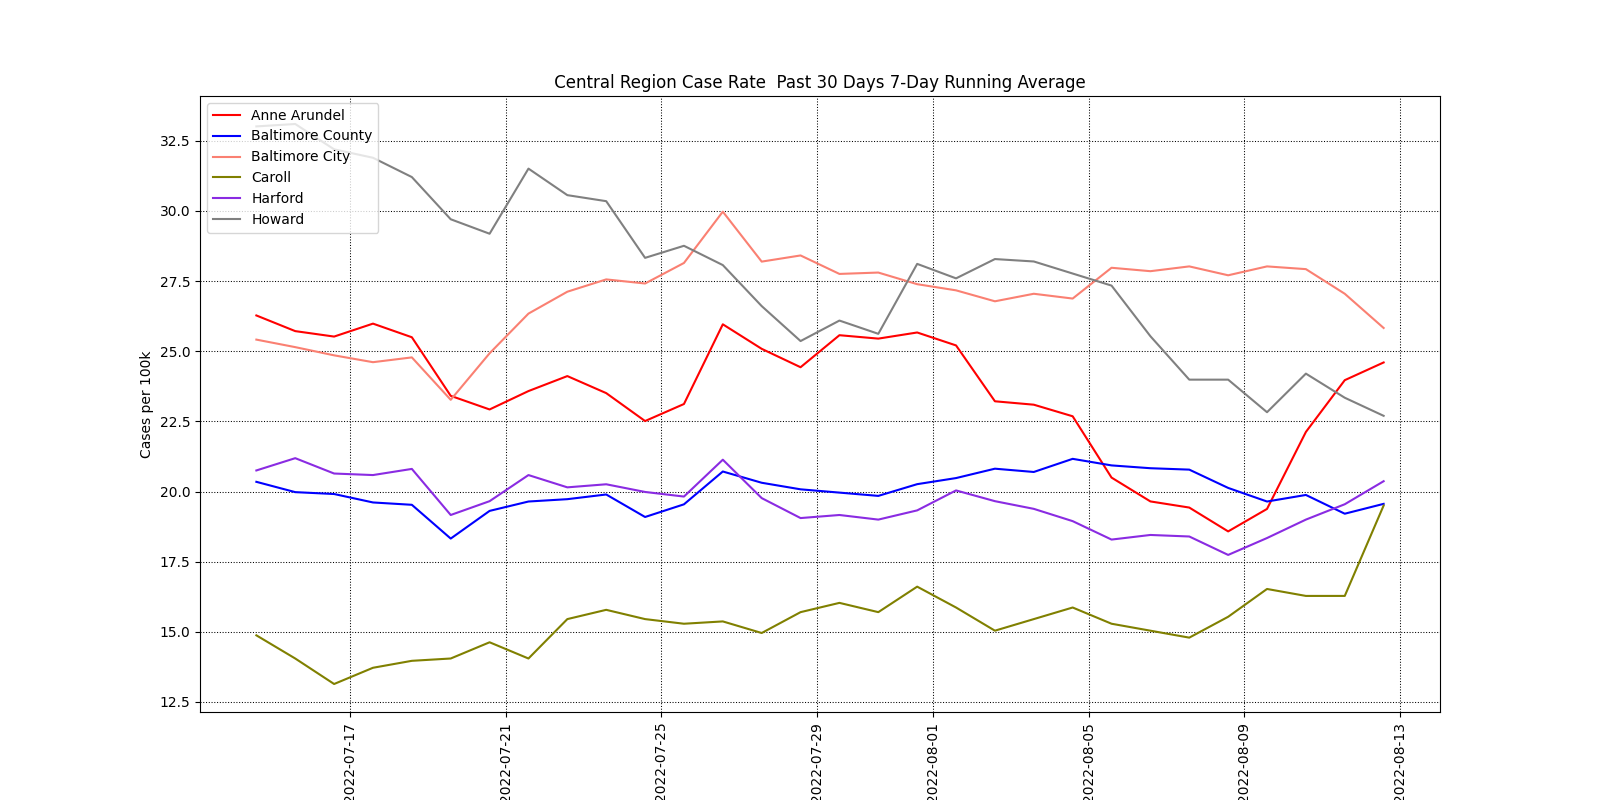 Central Region Case Rate  Past 30 Days 7-Day Running Average
Anne Arundel
Baltimore County
Baltimore City
Caroll
Harford
Howard
Cases per 100k
32.5
30.0
27.5
25.0
22.5
20.0
17.5
15.0
12.5
2022-07-17
2022-07-21
2022-07-25
2022-07-29
2022-08-01
2022-08-05
2022-08-09
2022-08-13